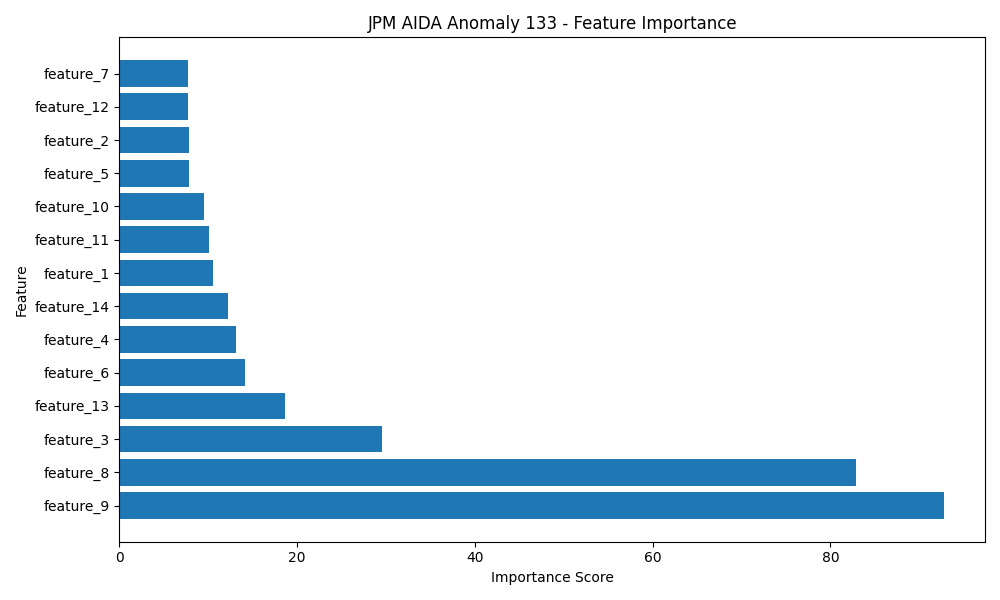 JPM AIDA Anomaly 133 - Feature Importance
feature_7
feature_12
feature_2
feature_5
feature_10
feature_11
feature_1
feature_14
feature_4
feature_6
feature_13
feature_3
feature_8
feature_9
Feature
0 20 40 60 80
Importance Score